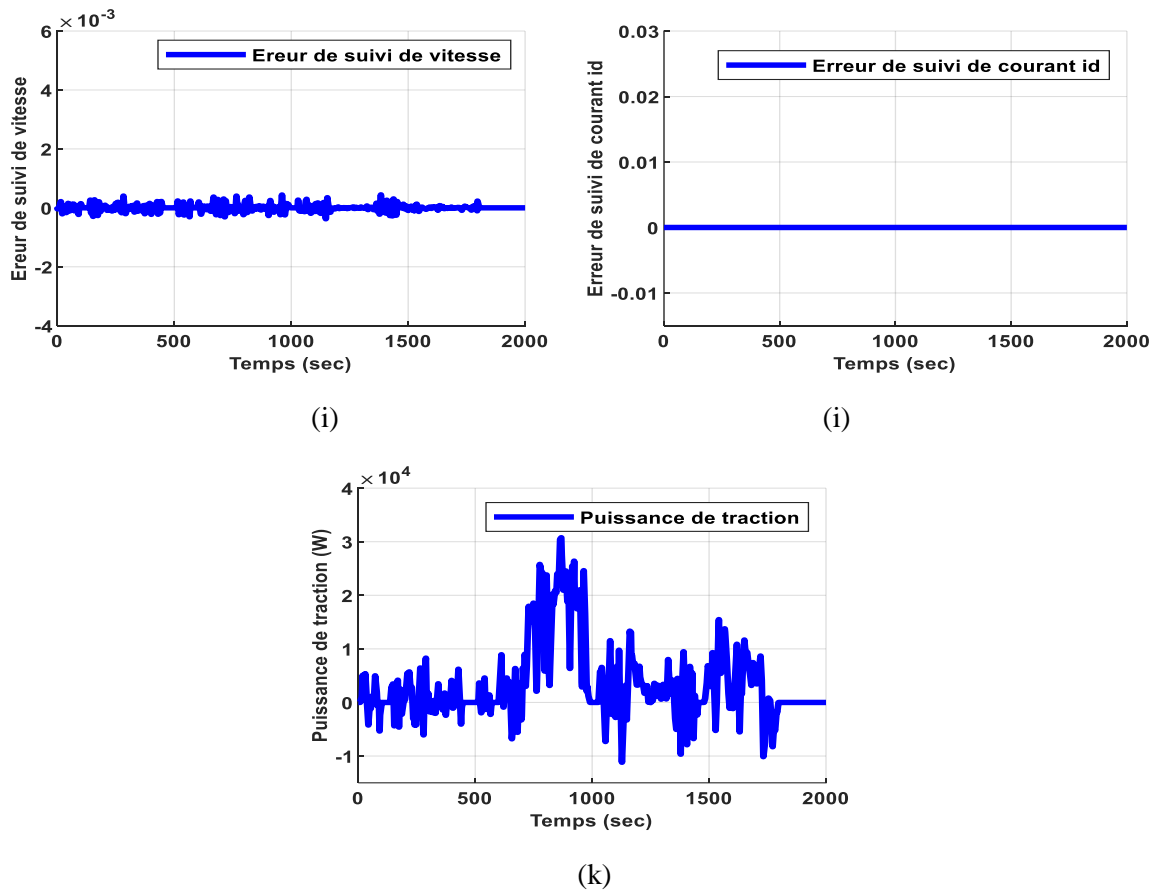 × 10-3
6
4
2
0
-2
-4
Ereur de suivi de vitesse
Ereur de suivi de vitesse
0 500 1000 1500 2000
Temps (sec)
(i)
0.03
0.02
0.01
0
-0.01
Erreur de suivi de courant id
Erreur de suivi de courant id
0 500 1000 1500 2000
Temps (sec)
(i)
× 104
4
3
2
1
0
-1
Puissance de traction
Puissance de traction (W)
0 500 1000 1500 2000
Temps (sec)
(k)